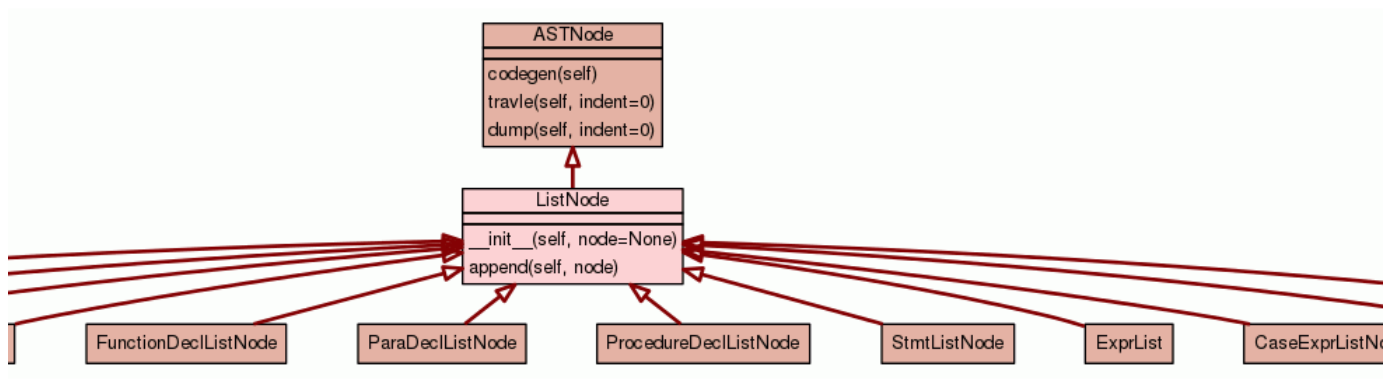 ASTNode
codegen(self)
travle(self, indent=0)
dump(self, indent=0)
ListNode
__init__(self, node=None)
append(self, node)
FunctionDeclListNode
ParaDeclListNode
ProcedureDeclListNode
StmtListNode
ExprList
CaseExprListNo